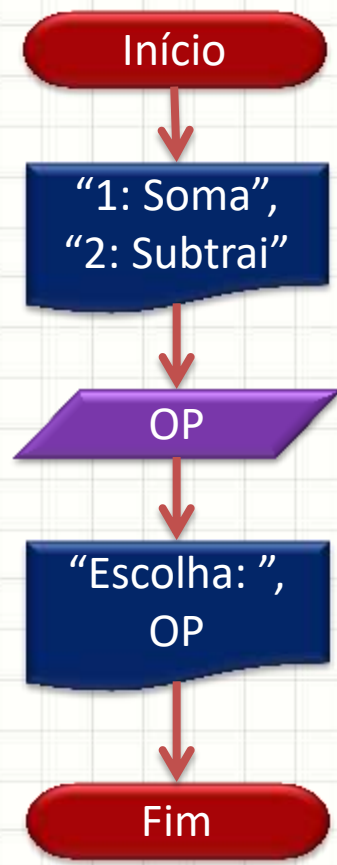 Início
“1: Soma”,
“2: Subtrai”
OP
“Escolha: ”,
OP
Fim